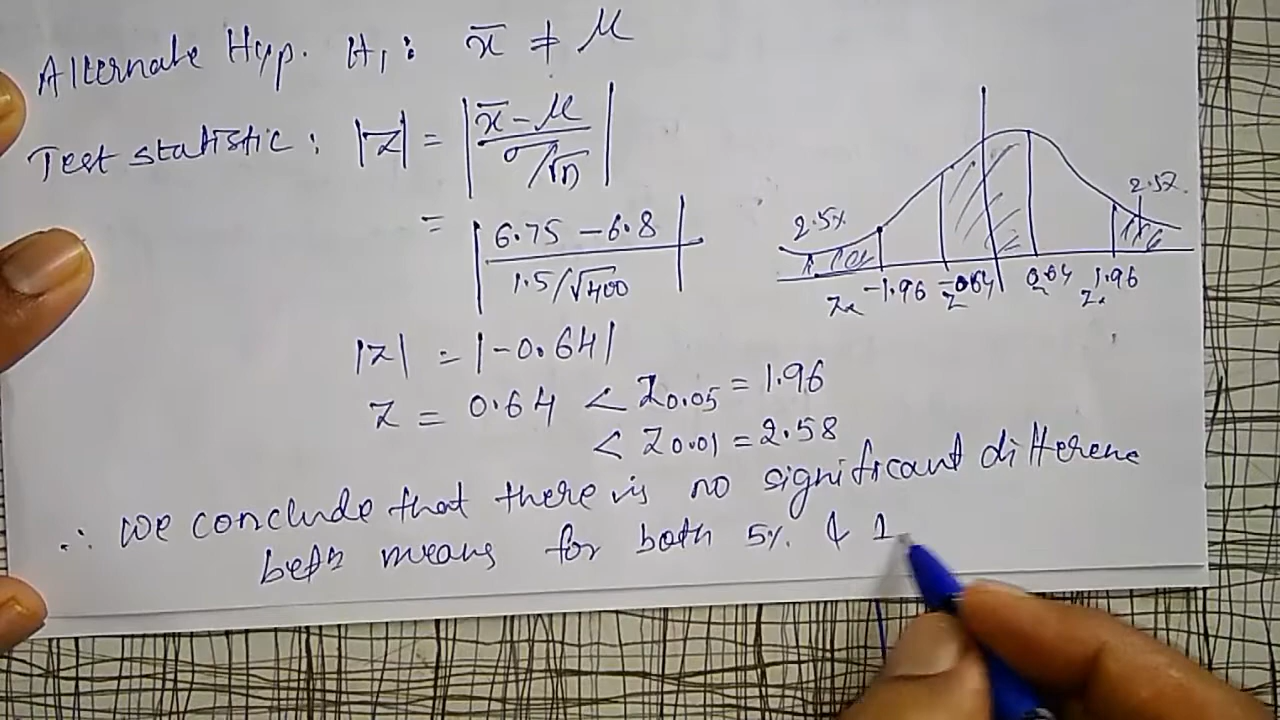 Alternate Hyp. H₁: x̄ ≠ μ
Test statistic: |Z| = |(x̄ - μ)/(σ/√n)|
= |(6.75 - 6.8)/(1.5/√400)|
|Z| = |-0.64|
Z = 0.64 < Z0.05 = 1.96
< Z0.01 = 2.58
∴ We conclude that there is no significant difference
betn means for both 5% & 1
2.5%
2.5%
-1.96 -0.64 0.64 1.96
Zα Z Z Zα